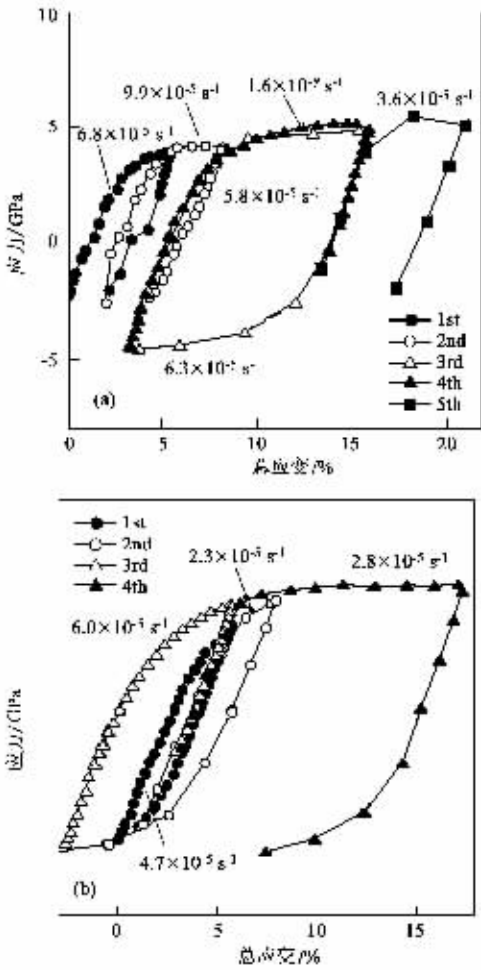 10
9.9×10⁻⁵ s⁻¹
1.6×10⁻⁵ s⁻¹
3.6×10⁻⁵ s⁻¹
6.8×10⁻⁵ s⁻¹
5
5.8×10⁻⁵ s⁻¹
应力/GPa
0
1st
2nd
3rd
4th
5th
-5
6.3×10⁻⁵ s⁻¹
(a)
0 5 10 15 20
总应变/%
1st
2nd
3rd
4th
2.3×10⁻⁵ s⁻¹
2.8×10⁻⁵ s⁻¹
6.0×10⁻⁵ s⁻¹
应力/GPa
4.7×10⁻⁵ s⁻¹
(b)
0 5 10 15
总应变/%